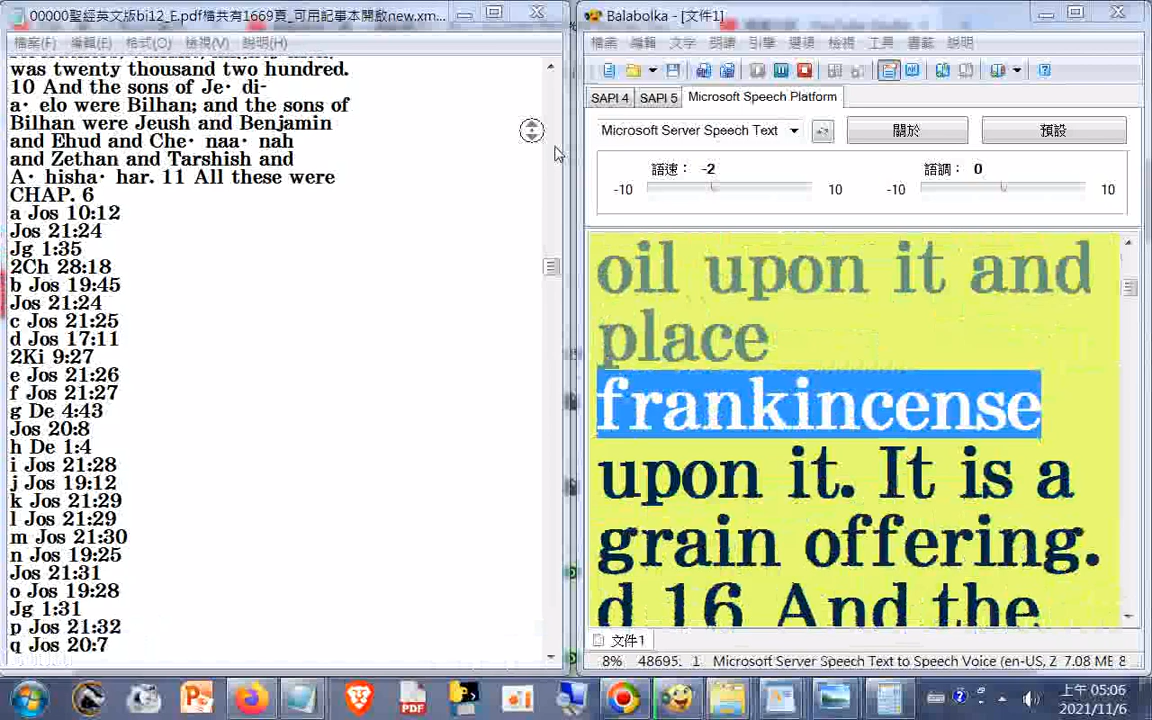 00000聖經英文版bi12_E.pdf檔共有1669頁_可用記事本開啟new.xm...
檔案(F) 編輯(E) 格式(O) 檢視(V) 說明(H)
was twenty thousand two hundred.
10 And the sons of Je· di-
a· elo were Bilhan; and the sons of
Bilhan were Jeush and Benjamin
and Ehud and Che· naa· nah
and Zethan and Tarshish and
A· hisha· har. 11 All these were
CHAP. 6
a Jos 10:12
Jos 21:24
Jg 1:35
2Ch 28:18
b Jos 19:45
Jos 21:24
c Jos 21:25
d Jos 17:11
2Ki 9:27
e Jos 21:26
f Jos 21:27
g De 4:43
Jos 20:8
h De 1:4
i Jos 21:28
j Jos 19:12
k Jos 21:29
l Jos 21:29
m Jos 21:30
n Jos 19:25
Jos 21:31
o Jos 19:28
Jg 1:31
p Jos 21:32
q Jos 20:7
Balabolka - [文件1]
檔案 編輯 文字 朗讀 引擎 選項 檢視 工具 書籤 說明
SAPI 4 SAPI 5 Microsoft Speech Platform
Microsoft Server Speech Text 關於 預設
語速： -2 語調： 0
-10 10 -10 10
oil upon it and
place
frankincense
upon it. It is a
grain offering.
d 16 And the
文件1
8% 48695. 1 Microsoft Server Speech Text to Speech Voice (en-US, Z 7.08 MB 8
PDF
上午 05:06
2021/11/6